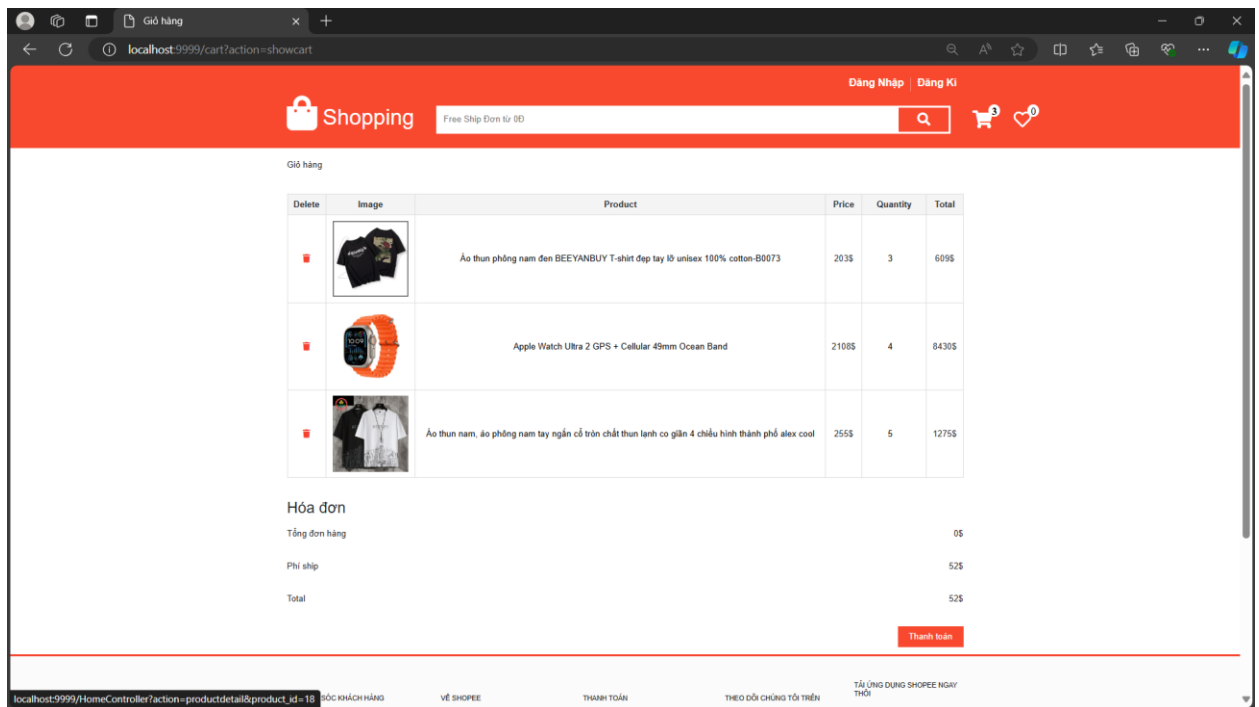 Giỏ hàng
localhost:9999/cart?action=showcart
Đăng Nhập Đăng Kí
Shopping
Free Ship Đơn từ 0Đ
3
0
Giỏ hàng
Delete Image Product Price Quantity Total
Áo thun phông nam đen BEEYANBUY T-shirt đẹp tay lỡ unisex 100% cotton-B0073 203$ 3 609$
Apple Watch Ultra 2 GPS + Cellular 49mm Ocean Band 2108$ 4 8430$
Áo thun nam, áo phông nam tay ngắn cổ tròn chất thun lạnh co giãn 4 chiều hình thành phố alex cool 255$ 5 1275$
Hóa đơn
Tổng đơn hàng 0$
Phí ship 52$
Total 52$
Thanh toán
SÓC KHÁCH HÀNG VỀ SHOPEE THANH TOÁN THEO DÕI CHÚNG TÔI TRÊN TẢI ỨNG DỤNG SHOPEE NGAY THÔI
localhost:9999/HomeController?action=productdetail&product_id=18